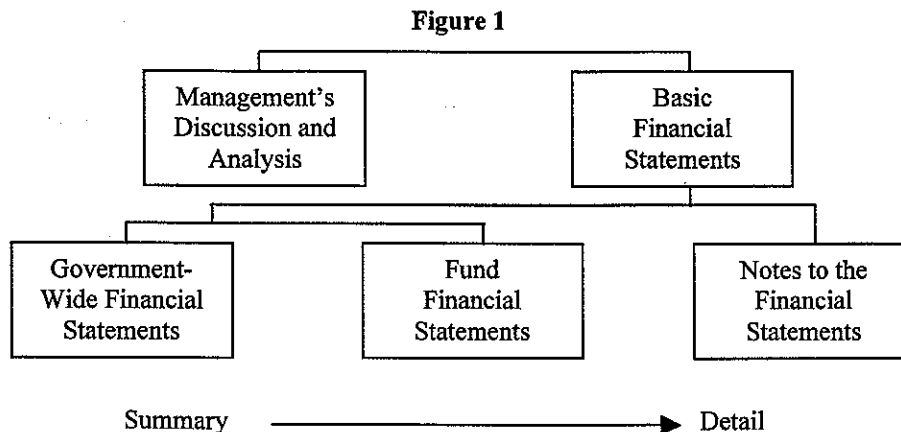 Figure 1
Management's
Discussion and
Analysis
Basic
Financial
Statements
Government-
Wide Financial
Statements
Fund
Financial
Statements
Notes to the
Financial
Statements
Summary
Detail